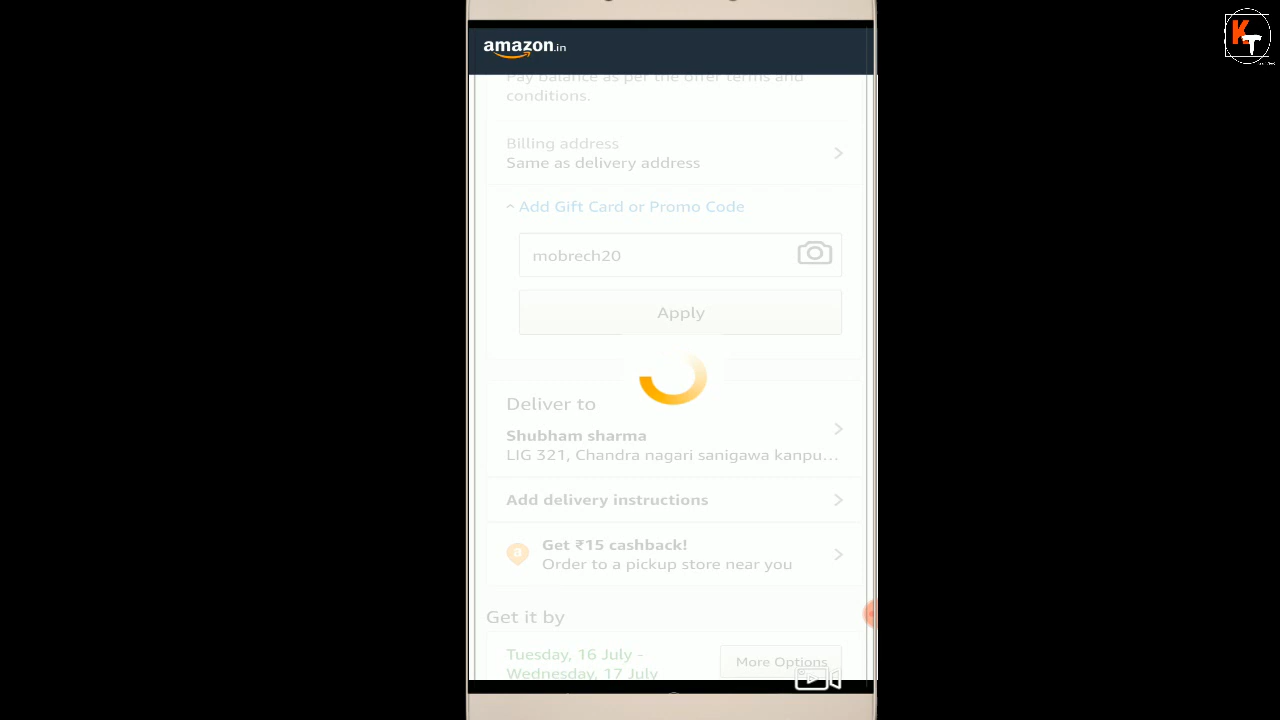 amazon.in
Pay balance as per the offer terms and
conditions.
Billing address
Same as delivery address
Add Gift Card or Promo Code
mobrech20
Apply
Deliver to
Shubham sharma
LIG 321, Chandra nagari sanigawa kanpu...
Add delivery instructions
Get ₹15 cashback!
Order to a pickup store near you
Get it by
Tuesday, 16 July -
Wednesday, 17 July
More Options
KT